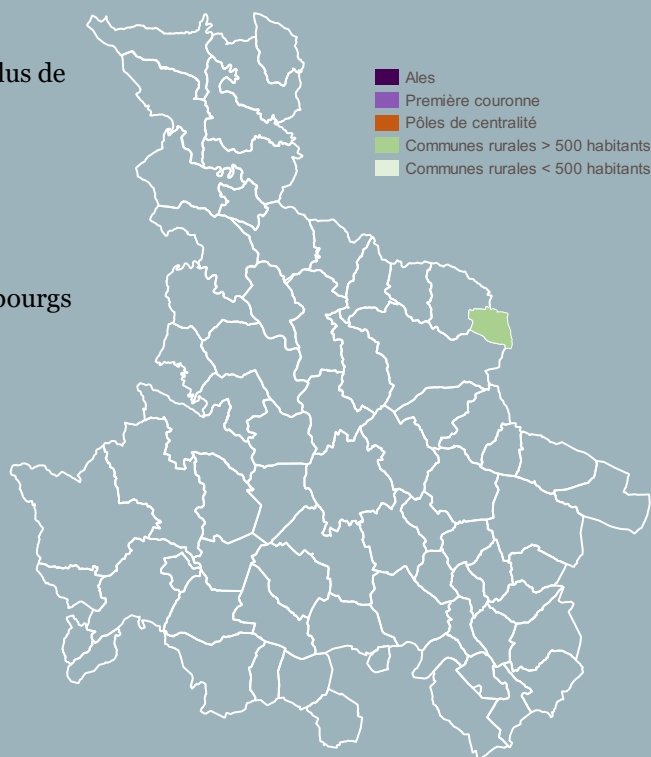 lus de
bourgs
Ales
Première couronne
Pôles de centralité
Communes rurales > 500 habitants
Communes rurales < 500 habitants